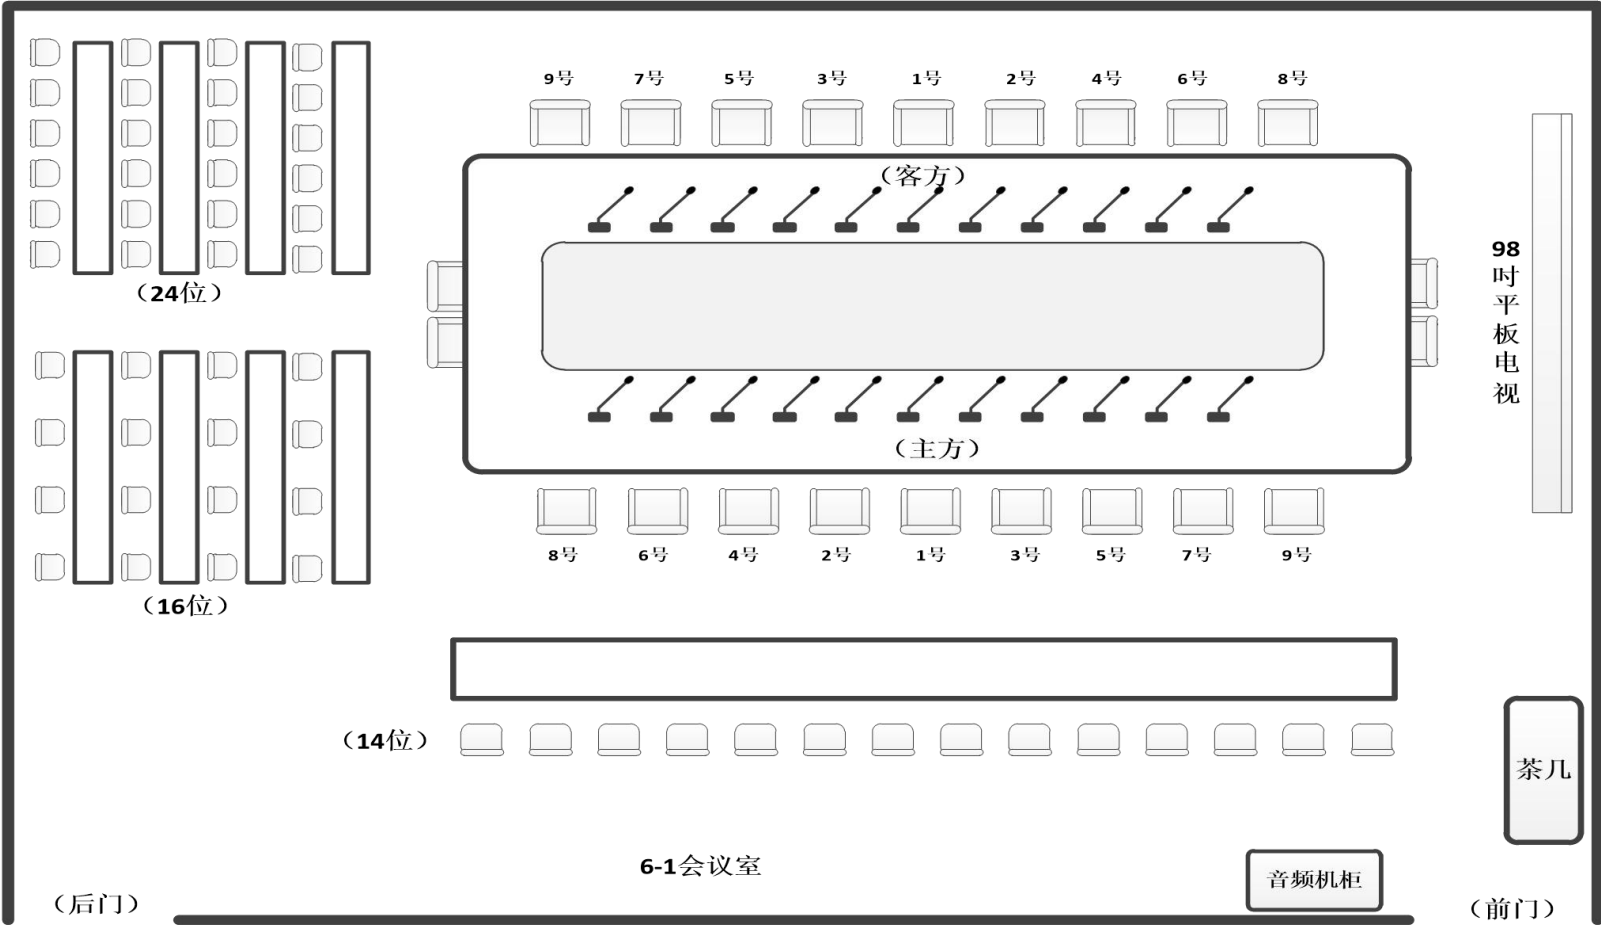 9号 7号 5号 3号 1号 2号 4号 6号 8号
（客方）
98吋平板电视
（24位）
（主方）
8号 6号 4号 2号 1号 3号 5号 7号 9号
（16位）
（14位）
茶几
6-1会议室
音频机柜
（后门）
（前门）